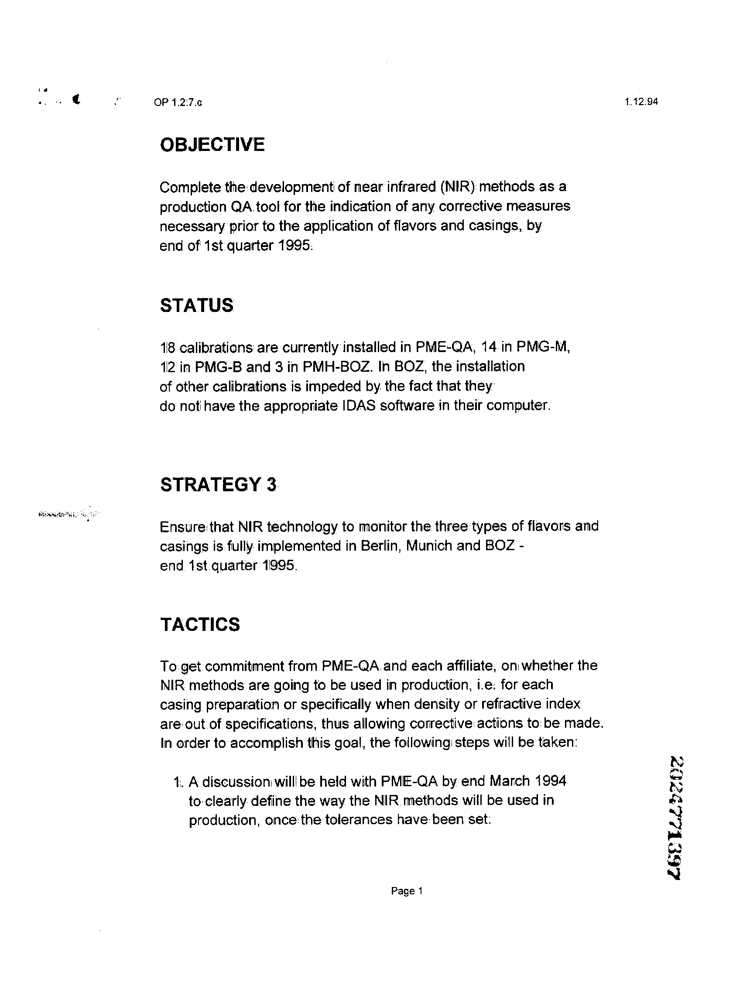 OP 1.2.7.c 1.12.94
OBJECTIVE
Complete the development of near infrared (NIR) methods as a
production QA tool for the indication of any corrective measures
necessary prior to the application of flavors and casings, by
end of 1st quarter 1995.
STATUS
18 calibrations are currently installed in PME-QA, 14 in PMG-M,
12 in PMG-B and 3 in PMH-BOZ. In BOZ, the installation
of other calibrations is impeded by the fact that they
do not have the appropriate IDAS software in their computer.
STRATEGY 3
Ensure that NIR technology to monitor the three types of flavors and
casings is fully implemented in Berlin, Munich and BOZ -
end 1st quarter 1995.
TACTICS
To get commitment from PME-QA and each affiliate, on whether the
NIR methods are going to be used in production, i.e. for each
casing preparation or specifically when density or refractive index
are out of specifications, thus allowing corrective actions to be made.
In order to accomplish this goal, the following steps will be taken:
1. A discussion will be held with PME-QA by end March 1994
to clearly define the way the NIR methods will be used in
production, once the tolerances have been set.
2024771397
Page 1